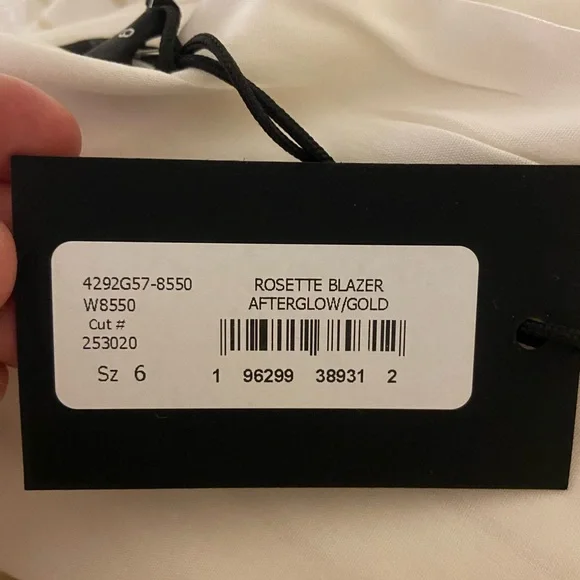 4292G57-8550
W8550
Cut #
253020
Sz 6
ROSETTE BLAZER
AFTERGLOW/GOLD
1 96299 38931 2